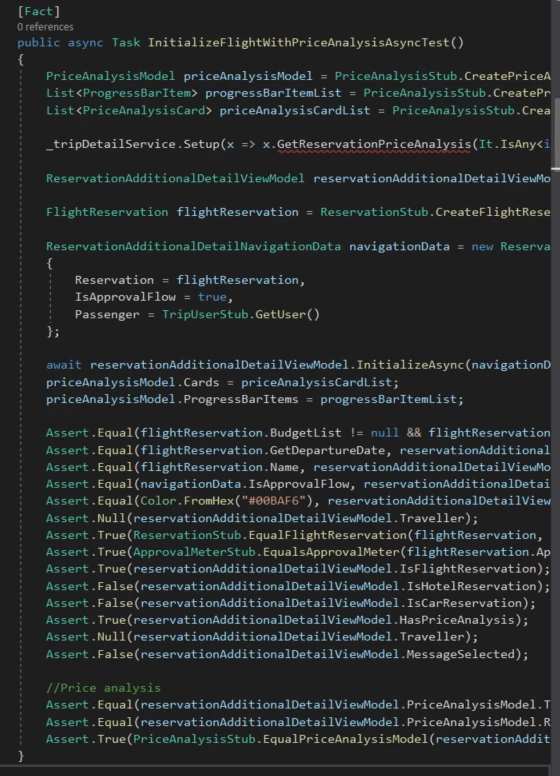 [Fact]
0 references
public async Task InitializeFlightWithPriceAnalysisAsyncTest()
{
PriceAnalysisModel priceAnalysisModel = PriceAnalysisStub.CreatePriceA
List<ProgressBarItem> progressBarItemList = PriceAnalysisStub.CreatePr
List<PriceAnalysisCard> priceAnalysisCardList = PriceAnalysisStub.Crea
_tripDetailService.Setup(x => x.GetReservationPriceAnalysis(It.IsAny<i
ReservationAdditionalDetailViewModel reservationAdditionalDetailViewMo
FlightReservation flightReservation = ReservationStub.CreateFlightRese
ReservationAdditionalDetailNavigationData navigationData = new Reserva
{
Reservation = flightReservation,
IsApprovalFlow = true,
Passenger = TripUserStub.GetUser()
};
await reservationAdditionalDetailViewModel.InitializeAsync(navigationD
priceAnalysisModel.Cards = priceAnalysisCardList;
priceAnalysisModel.ProgressBarItems = progressBarItemList;
Assert.Equal(flightReservation.BudgetList != null && flightReservation
Assert.Equal(flightReservation.GetDepartureDate, reservationAdditional
Assert.Equal(flightReservation.Name, reservationAdditionalDetailViewMo
Assert.Equal(navigationData.IsApprovalFlow, reservationAdditionalDetai
Assert.Equal(Color.FromHex("#00BAF6"), reservationAdditionalDetailView
Assert.Null(reservationAdditionalDetailViewModel.Traveller);
Assert.True(ReservationStub.EqualFlightReservation(flightReservation,
Assert.True(ApprovalMeterStub.EqualsApprovalMeter(flightReservation.Ap
Assert.True(reservationAdditionalDetailViewModel.IsFlightReservation);
Assert.False(reservationAdditionalDetailViewModel.IsHotelReservation);
Assert.False(reservationAdditionalDetailViewModel.IsCarReservation);
Assert.True(reservationAdditionalDetailViewModel.HasPriceAnalysis);
Assert.Null(reservationAdditionalDetailViewModel.Traveller);
Assert.False(reservationAdditionalDetailViewModel.MessageSelected);
//Price analysis
Assert.Equal(reservationAdditionalDetailViewModel.PriceAnalysisModel.T
Assert.Equal(reservationAdditionalDetailViewModel.PriceAnalysisModel.R
Assert.True(PriceAnalysisStub.EqualPriceAnalysisModel(reservationAddit
}